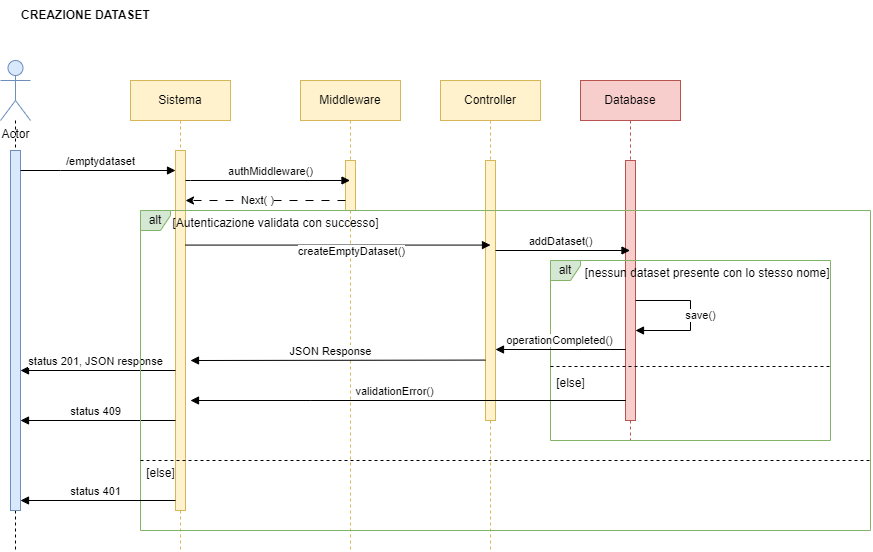 CREAZIONE DATASET
Actor
Sistema
Middleware
Controller
Database
/emptydataset
authMiddleware()
Next( )
alt
[Autenticazione validata con successo]
createEmptyDataset()
addDataset()
alt
[nessun dataset presente con lo stesso nome]
save()
operationCompleted()
JSON Response
status 201, JSON response
[else]
validationError()
status 409
[else]
status 401